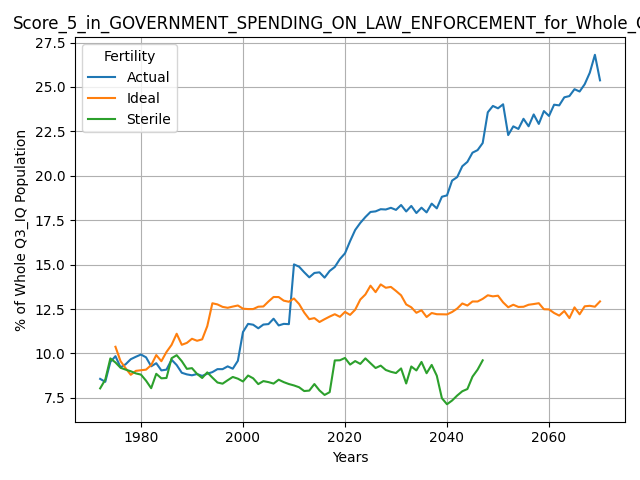 Score_5_in_GOVERNMENT_SPENDING_ON_LAW_ENFORCEMENT_for_Whole_
Fertility
Actual
Ideal
Sterile
27.5
25.0
22.5
20.0
17.5
15.0
12.5
10.0
7.5
% of Whole Q3_IQ Population
1980
2000
2020
2040
2060
Years